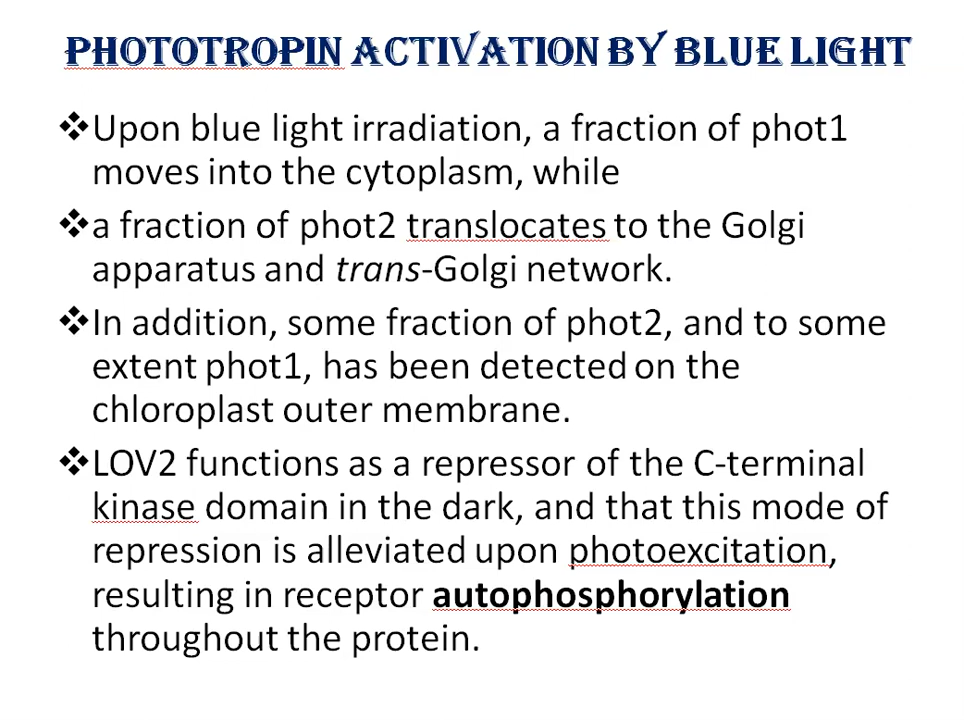 PHOTOTROPIN ACTIVATION BY BLUE LIGHT
❖Upon blue light irradiation, a fraction of phot1
moves into the cytoplasm, while
❖a fraction of phot2 translocates to the Golgi
apparatus and trans-Golgi network.
❖In addition, some fraction of phot2, and to some
extent phot1, has been detected on the
chloroplast outer membrane.
❖LOV2 functions as a repressor of the C-terminal
kinase domain in the dark, and that this mode of
repression is alleviated upon photoexcitation,
resulting in receptor autophosphorylation
throughout the protein.